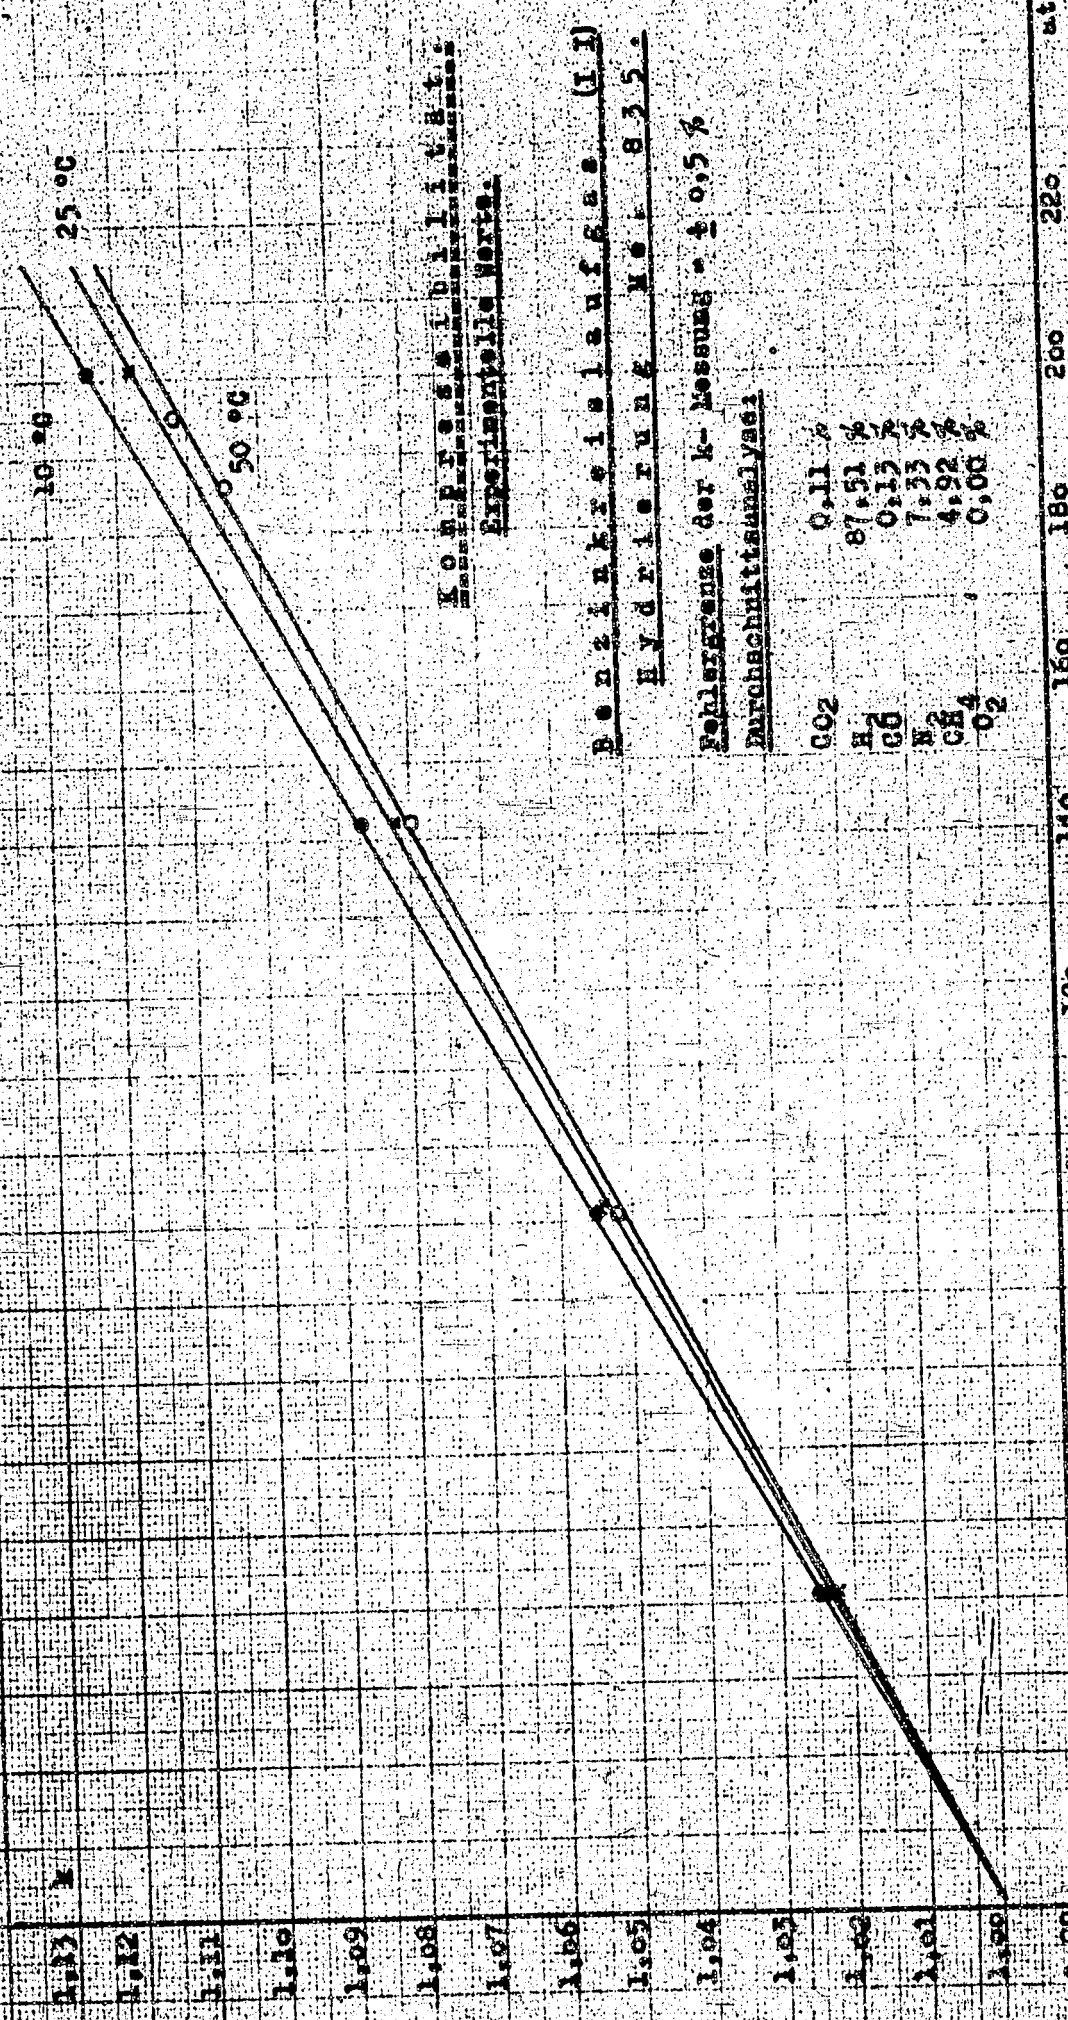 k
1,13
1,12
1,11
1,10
1,09
1,08
1,07
1,06
1,05
1,04
1,03
1,02
1,01
1,00
10 °C
25 °C
50 °C
Kompressibilität.
Experimentelle Werte.
Benzinkreislaufgas (II)
Hydrierung Me. 835.
Fehlergrenze der k- Messung = ± 0,5 %
Durchschnittsanalyse:
CO2 0,11 %
H2 87,51 %
CO 0,13 %
N2 7,33 %
CH4 4,92 %
O2 0,00 %
160
180
200
220
at